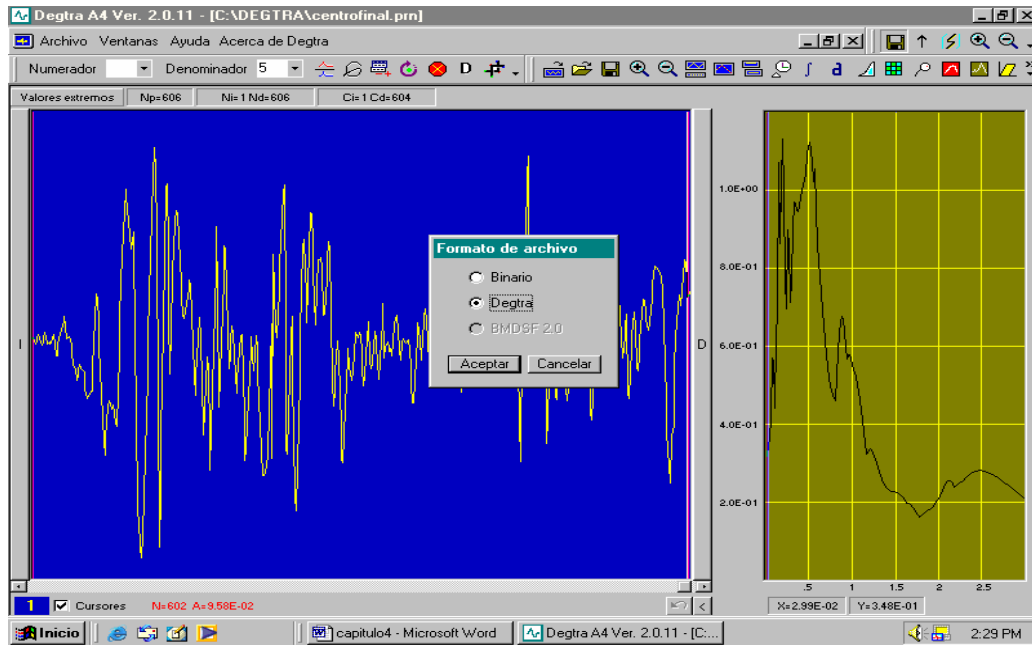 Degtra A4 Ver. 2.0.11 - [C:\DEGTRA\centrofinal.prn]
Archivo Ventanas Ayuda Acerca de Degtra
Numerador Denominador 5 D
Valores extremos Np=606 Ni=1 Nd=606 Ci=1 Cd=604
Formato de archivo
Binario
Degtra
BMDSF 2.0
Aceptar Cancelar
I
D
1.0E+00
8.0E-01
6.0E-01
4.0E-01
2.0E-01
.5 1 1.5 2 2.5
1 Cursores N=602 A=9.58E-02 < X=2.99E-02 Y=3.48E-01
Inicio capitulo4 - Microsoft Word Degtra A4 Ver. 2.0.11 - [C:... 2:29 PM